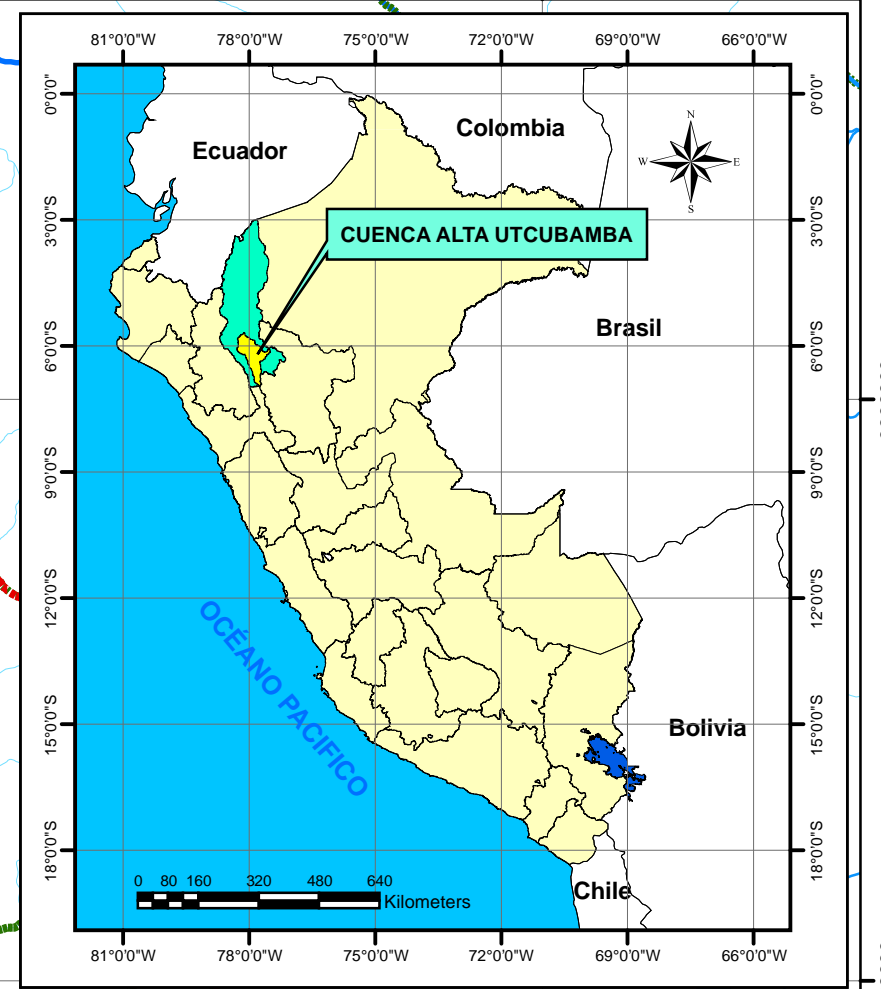 81°0'0"W 78°0'0"W 75°0'0"W 72°0'0"W 69°0'0"W 66°0'0"W
0°0'0"
0°0'0"
Colombia
Ecuador
N
W
E
S
3°0'0"S
3°0'0"S
CUENCA ALTA UTCUBAMBA
Brasil
6°0'0"S
6°0'0"S
9°0'0"S
9°0'0"S
12°0'0"S
12°0'0"S
OCÉANO PACIFICO
Bolivia
15°0'0"S
15°0'0"S
18°0'0"S
18°0'0"S
0 80 160 320 480 640
Kilometers
Chile
81°0'0"W 78°0'0"W 75°0'0"W 72°0'0"W 69°0'0"W 66°0'0"W